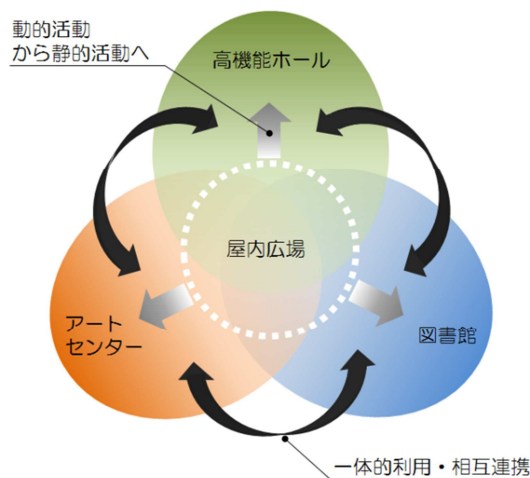 動的活動
から静的活動へ
高機能ホール
屋内広場
アート
センター
図書館
一体的利用・相互連携